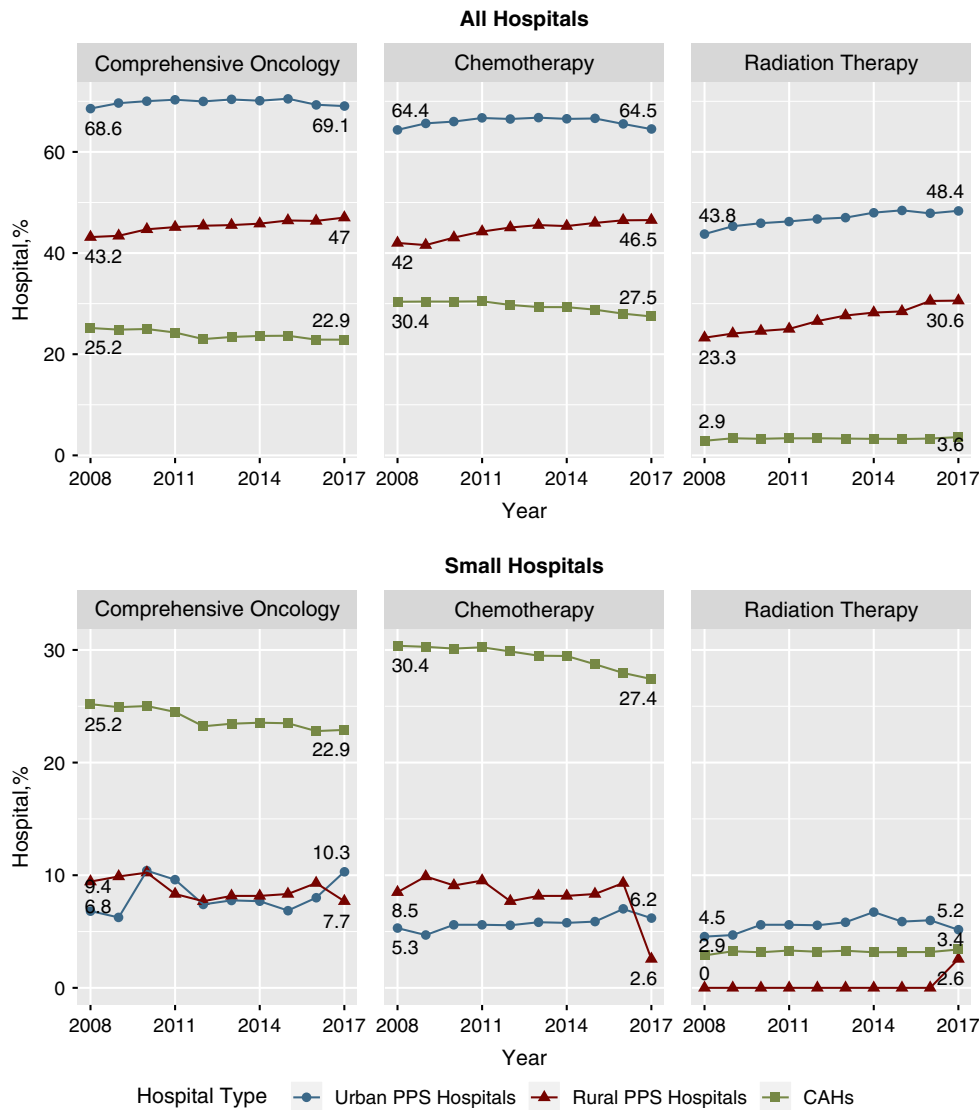 All Hospitals
Comprehensive Oncology Chemotherapy Radiation Therapy
Hospital,%
60
40
20
0
68.6 69.1
43.2 47
25.2 22.9
64.4 64.5
42 46.5
30.4 27.5
43.8 48.4
23.3 30.6
2.9 3.6
2008 2011 2014 2017 2008 2011 2014 2017 2008 2011 2014 2017
Year
Small Hospitals
Comprehensive Oncology Chemotherapy Radiation Therapy
Hospital,%
30
20
10
0
25.2 22.9
9.4 10.3
6.8 7.7
30.4 27.4
8.5 6.2
5.3 2.6
4.5 5.2
2.9 3.4
0 2.6
2008 2011 2014 2017 2008 2011 2014 2017 2008 2011 2014 2017
Year
Hospital Type Urban PPS Hospitals Rural PPS Hospitals CAHs